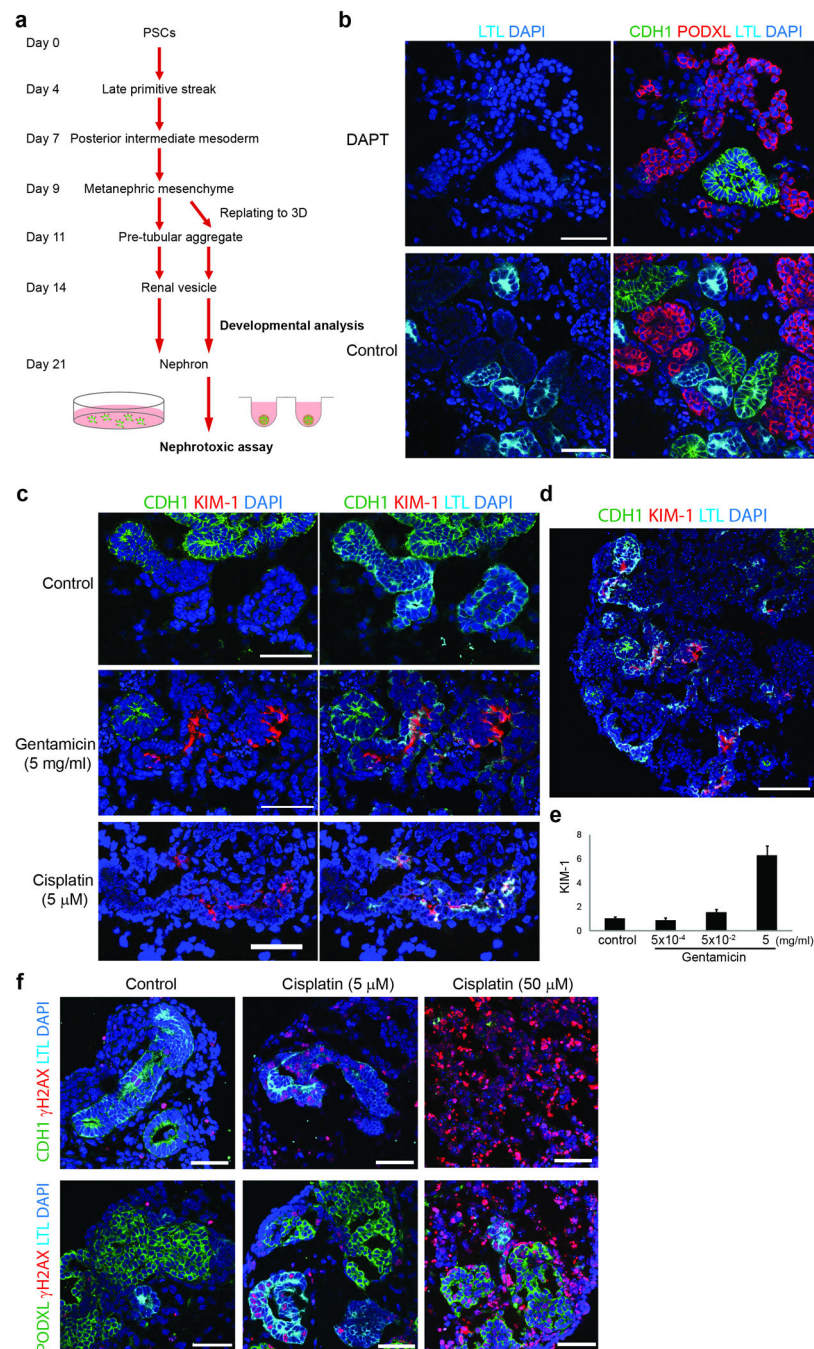 a
Day 0
PSCs
Day 4
Late primitive streak
Day 7
Posterior intermediate mesoderm
Day 9
Metanephric mesenchyme
Replating to 3D
Day 11
Pre-tubular aggregate
Day 14
Renal vesicle
Developmental analysis
Day 21
Nephron
Nephrotoxic assay
b
LTL DAPI
CDH1 PODXL LTL DAPI
DAPT
Control
c
CDH1 KIM-1 DAPI
CDH1 KIM-1 LTL DAPI
Control
Gentamicin
(5 mg/ml)
Cisplatin
(5 μM)
d
CDH1 KIM-1 LTL DAPI
e
KIM-1
8
6
4
2
0
control 5x10-4 5x10-2 5 (mg/ml)
Gentamicin
f
Control
Cisplatin (5 μM)
Cisplatin (50 μM)
CDH1 γH2AX LTL DAPI
PODXL γH2AX LTL DAPI